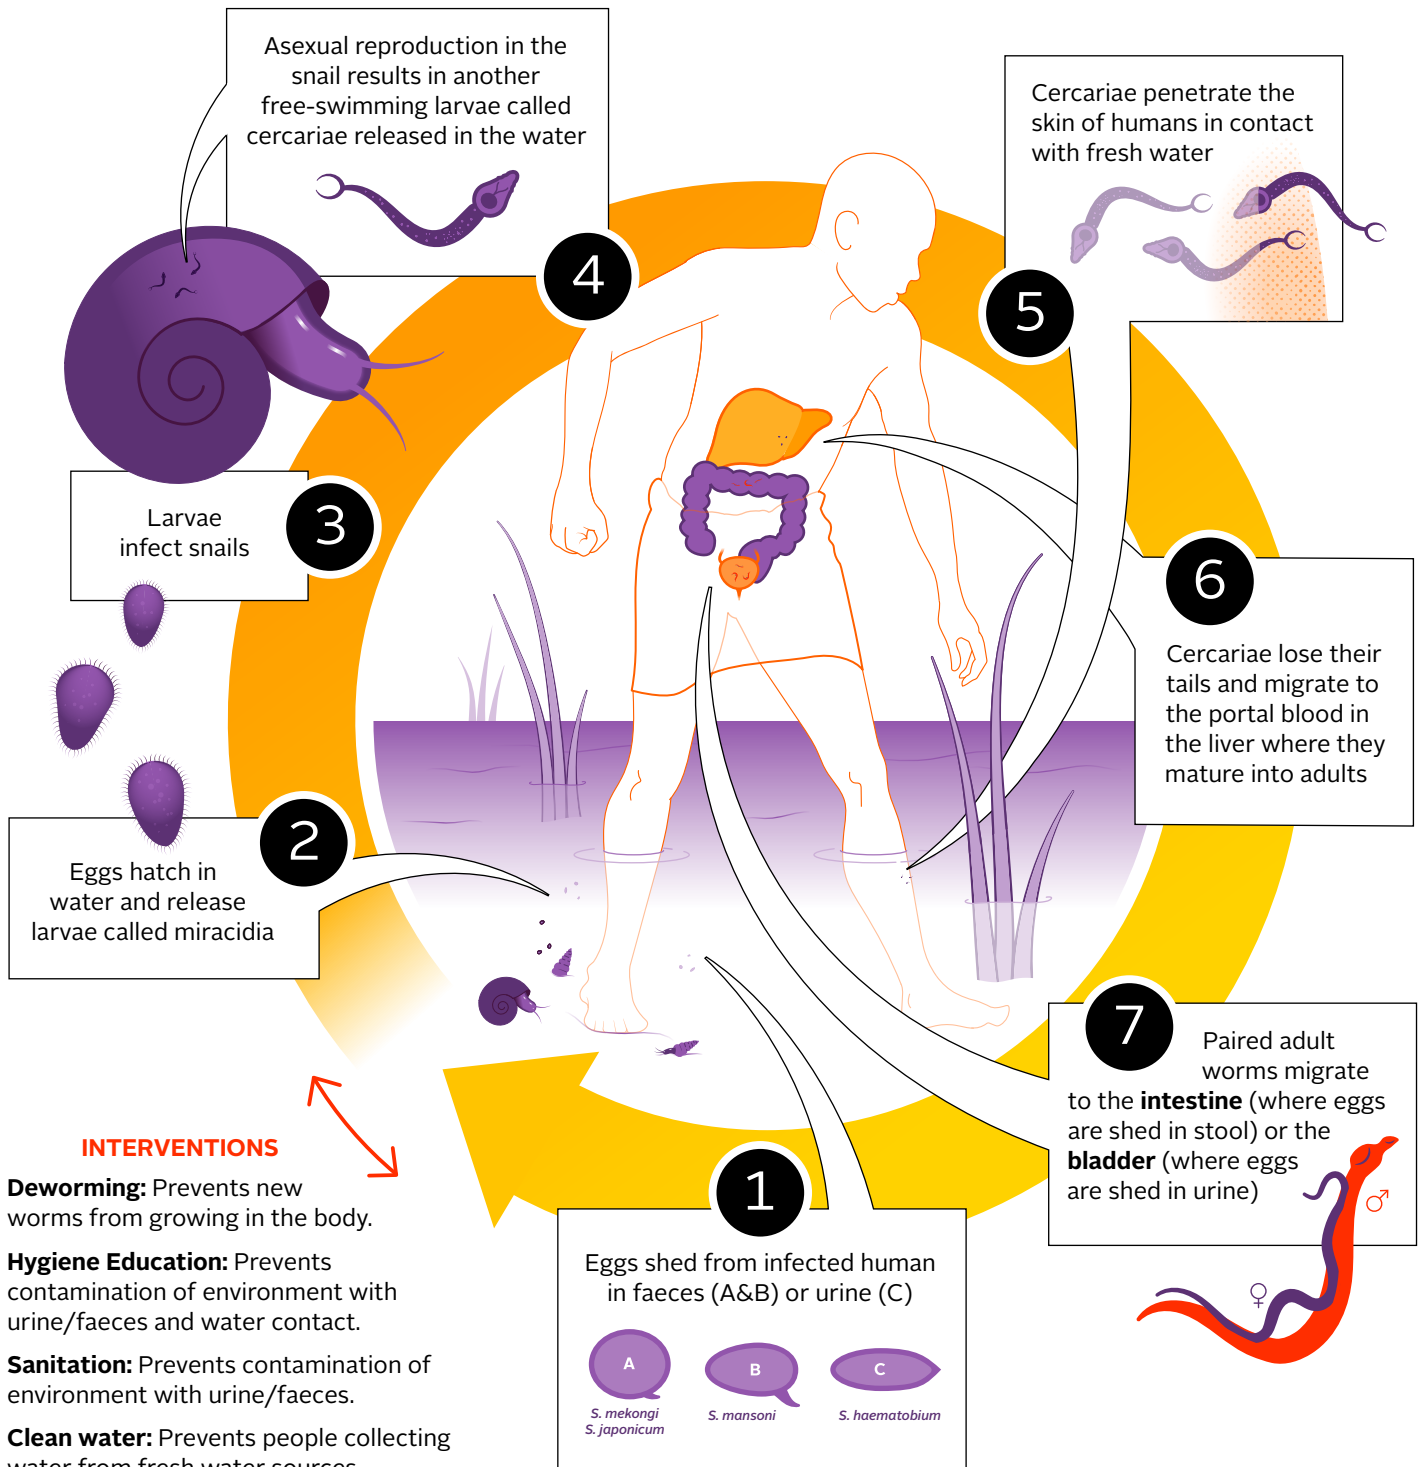 Asexual reproduction in the
snail results in another
free-swimming larvae called
cercariae released in the water
4
Cercariae penetrate the
skin of humans in contact
with fresh water
5
3
Larvae
infect snails
6
Cercariae lose their
tails and migrate to
the portal blood in
the liver where they
mature into adults
2
Eggs hatch in
water and release
larvae called miracidia
7
Paired adult
worms migrate
to the intestine (where eggs
are shed in stool) or the
bladder (where eggs
are shed in urine)
♂
♀
1
Eggs shed from infected human
in faeces (A&B) or urine (C)
A
B
C
S. mekongi
S. japonicum
S. mansoni
S. haematobium
INTERVENTIONS
Deworming: Prevents new
worms from growing in the body.
Hygiene Education: Prevents
contamination of environment with
urine/faeces and water contact.
Sanitation: Prevents contamination of
environment with urine/faeces.
Clean water: Prevents people collecting
water from fresh water sources